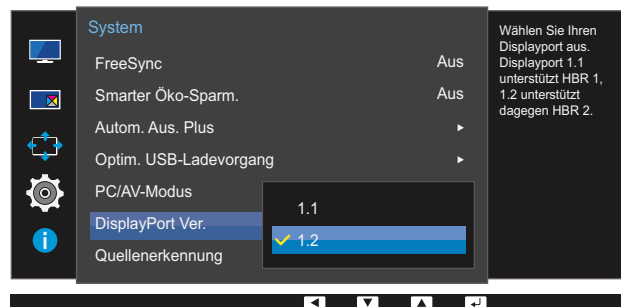 System
FreeSync Aus
Smarter Öko-Sparm. Aus
Autom. Aus. Plus
Optim. USB-Ladevorgang
PC/AV-Modus
DisplayPort Ver.
Quellenerkennung
1.1
1.2
Wählen Sie Ihren
Displayport aus.
Displayport 1.1
unterstützt HBR 1,
1.2 unterstützt
dagegen HBR 2.